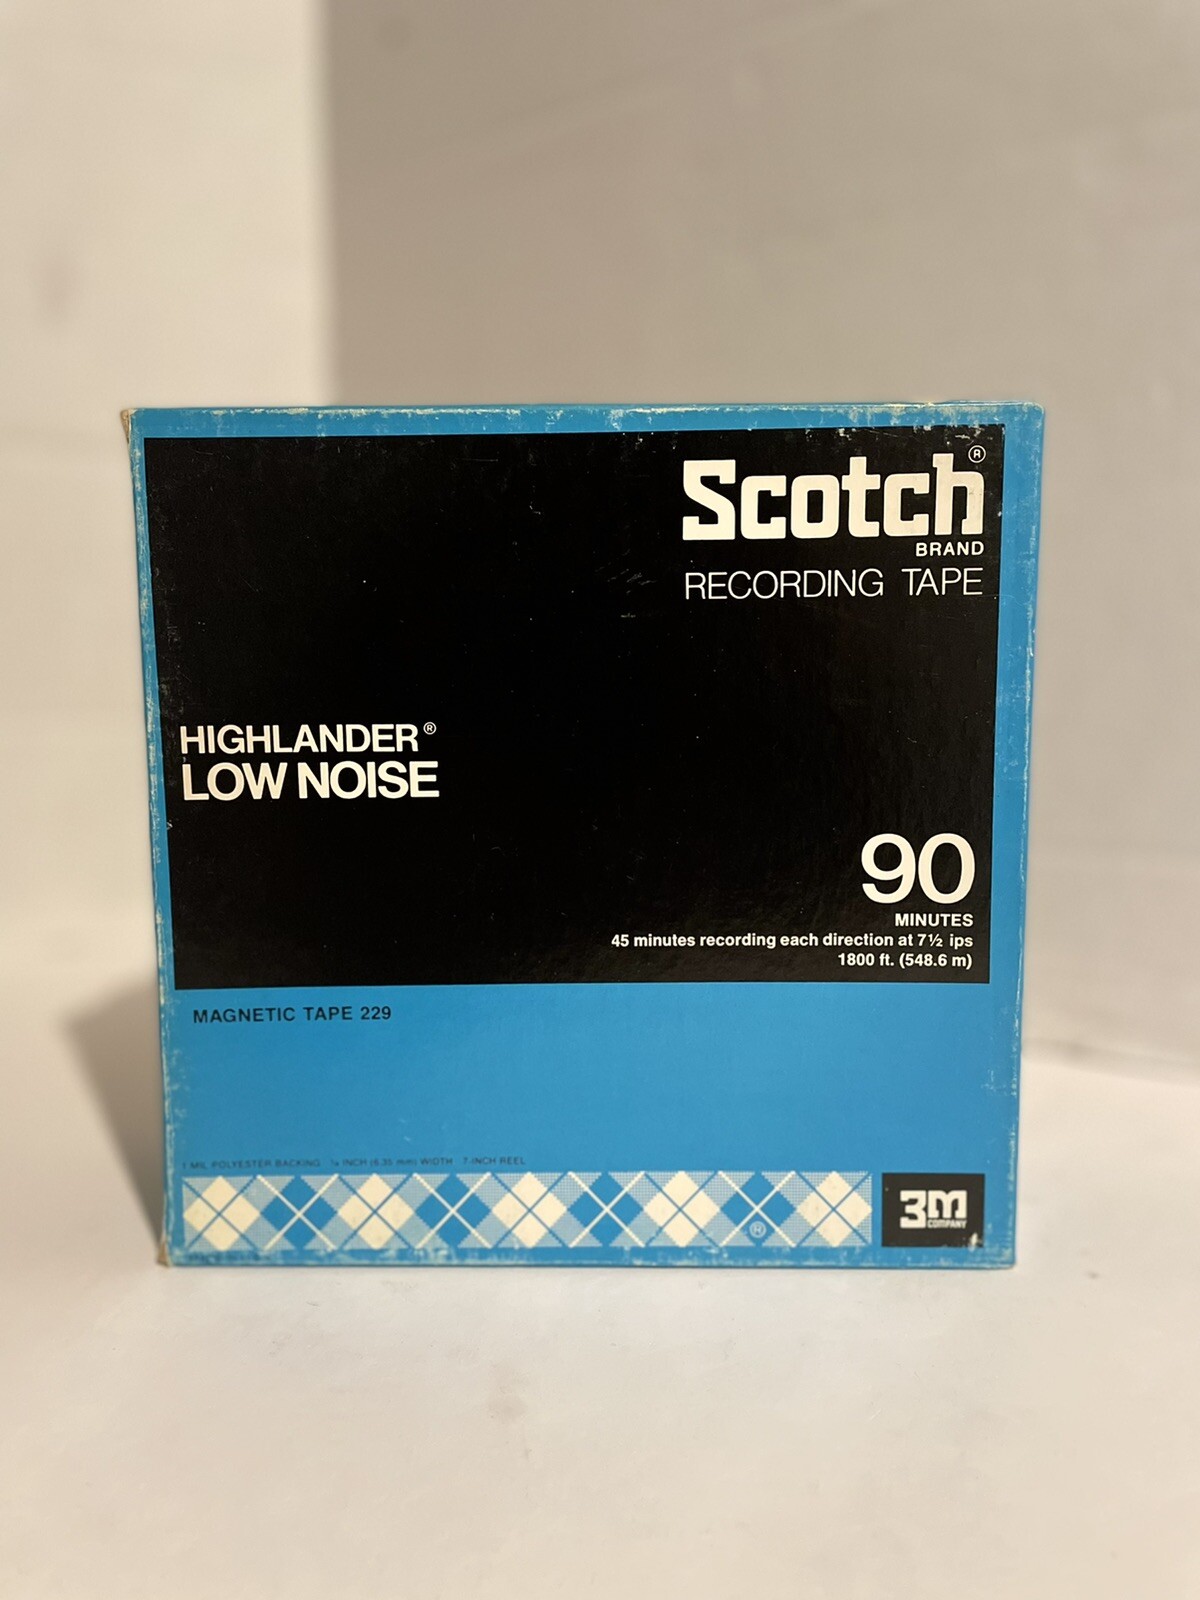 Scotch®
BRAND
RECORDING TAPE
HIGHLANDER®
LOW NOISE
90
MINUTES
45 minutes recording each direction at 7½ ips
1800 ft. (548.6 m)
MAGNETIC TAPE 229
1 MIL POLYESTER BACKING ¼ INCH (6.35 mm) WIDTH 7-INCH REEL
®
3M
COMPANY